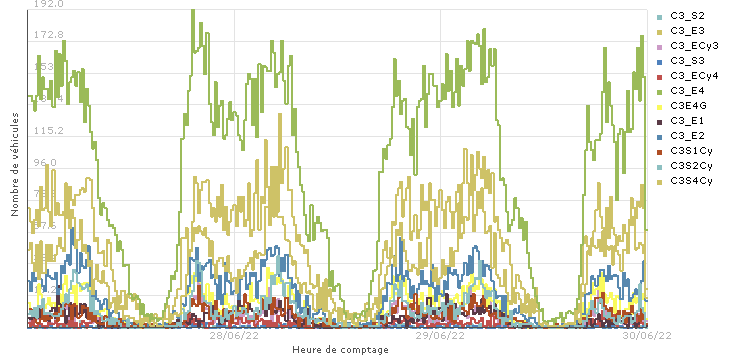 192.0
172.8
115.2
96.0
28/06/22
29/06/22
30/06/22
Heure de comptage
Nombre de véhicules
C3_S2
C3_E3
C3_ECy3
C3_S3
C3_ECy4
C3_E4
C3E4G
C3_E1
C3_E2
C3S1Cy
C3S2Cy
C3S4Cy